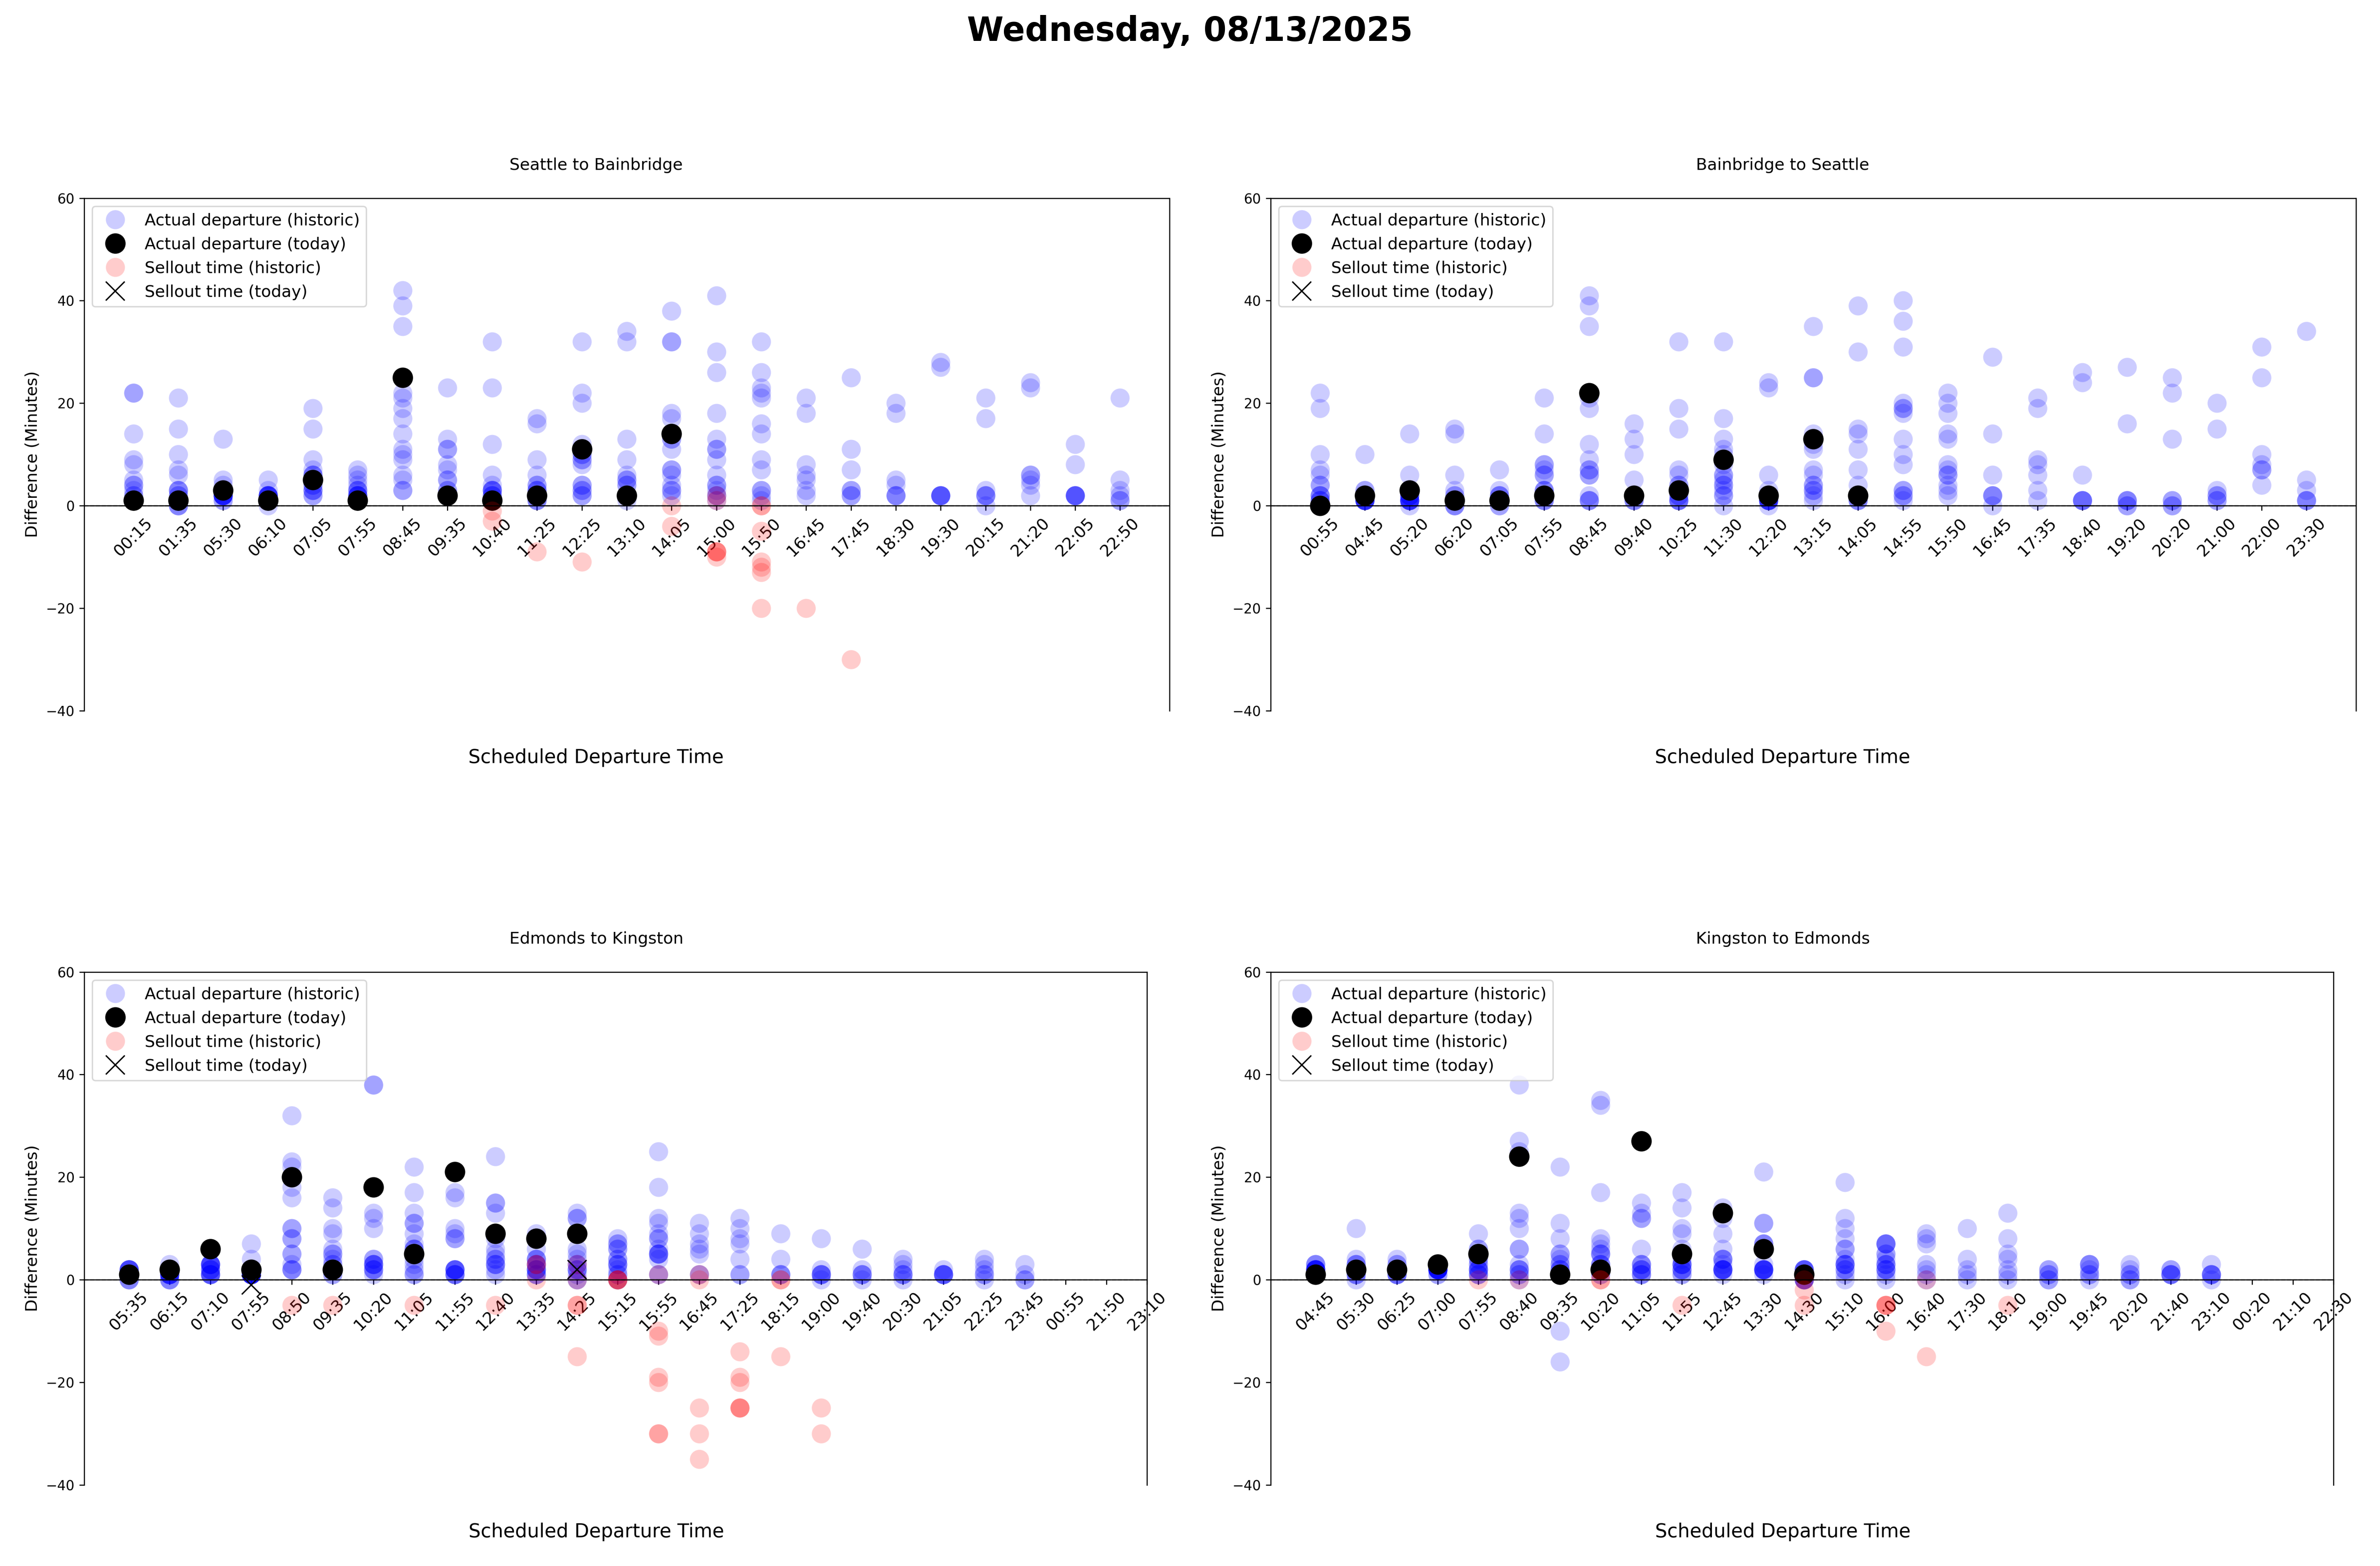 Wednesday, 08/13/2025
Seattle to Bainbridge
Difference (Minutes)
60
40
20
0
−20
−40
Actual departure (historic)
Actual departure (today)
Sellout time (historic)
Sellout time (today)
00:15 01:35 05:30 06:10 07:05 07:55 08:45 09:35 10:40 11:25 12:25 13:10 14:05 15:00 15:50 16:45 17:45 18:30 19:30 20:15 21:20 22:05 22:50
Scheduled Departure Time
Bainbridge to Seattle
Difference (Minutes)
60
40
20
0
−20
−40
Actual departure (historic)
Actual departure (today)
Sellout time (historic)
Sellout time (today)
00:55 04:45 05:20 06:20 07:05 07:55 08:45 09:40 10:25 11:30 12:20 13:15 14:05 14:55 15:50 16:45 17:35 18:40 19:20 20:20 21:00 22:00 23:30
Scheduled Departure Time
Edmonds to Kingston
Difference (Minutes)
60
40
20
0
−20
−40
Actual departure (historic)
Actual departure (today)
Sellout time (historic)
Sellout time (today)
05:35 06:15 07:10 07:55 08:50 09:35 10:20 11:05 11:55 12:40 13:35 14:25 15:15 15:55 16:45 17:25 18:15 19:00 19:40 20:30 21:05 22:25 23:45 00:55 21:50 23:10
Scheduled Departure Time
Kingston to Edmonds
Difference (Minutes)
60
40
20
0
−20
−40
Actual departure (historic)
Actual departure (today)
Sellout time (historic)
Sellout time (today)
04:45 05:30 06:25 07:00 07:55 08:40 09:35 10:20 11:05 11:55 12:45 13:30 14:30 15:10 16:00 16:40 17:30 18:10 19:00 19:45 20:20 21:40 23:10 00:20 21:10 22:30
Scheduled Departure Time